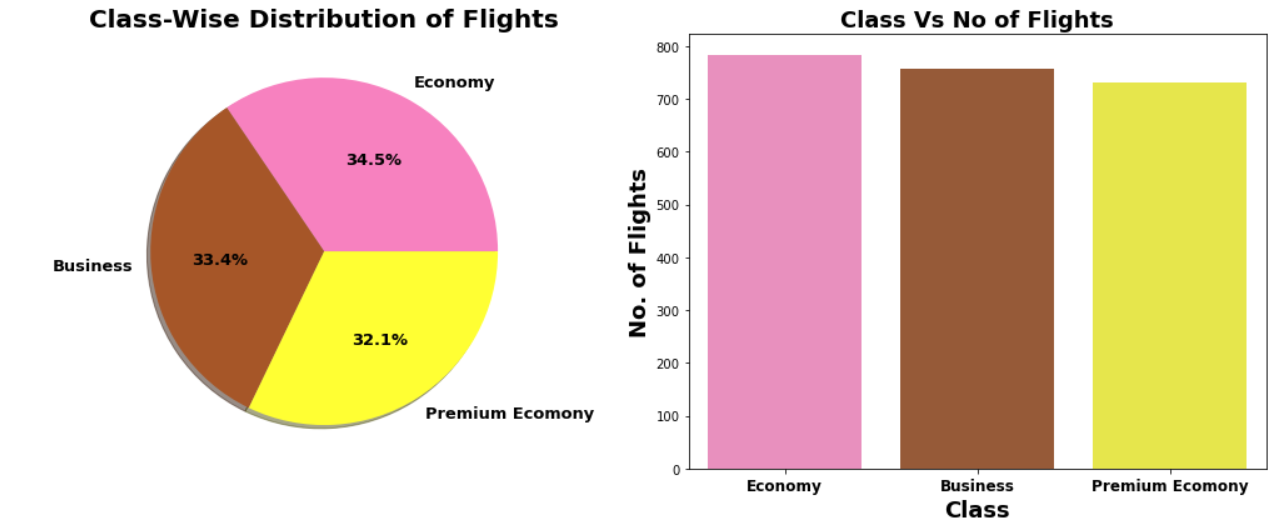 Class-Wise Distribution of Flights
Economy
34.5%
Business
33.4%
32.1%
Premium Ecomony
Class Vs No of Flights
No. of Flights
800
700
600
500
400
300
200
100
0
Economy
Business
Premium Ecomony
Class